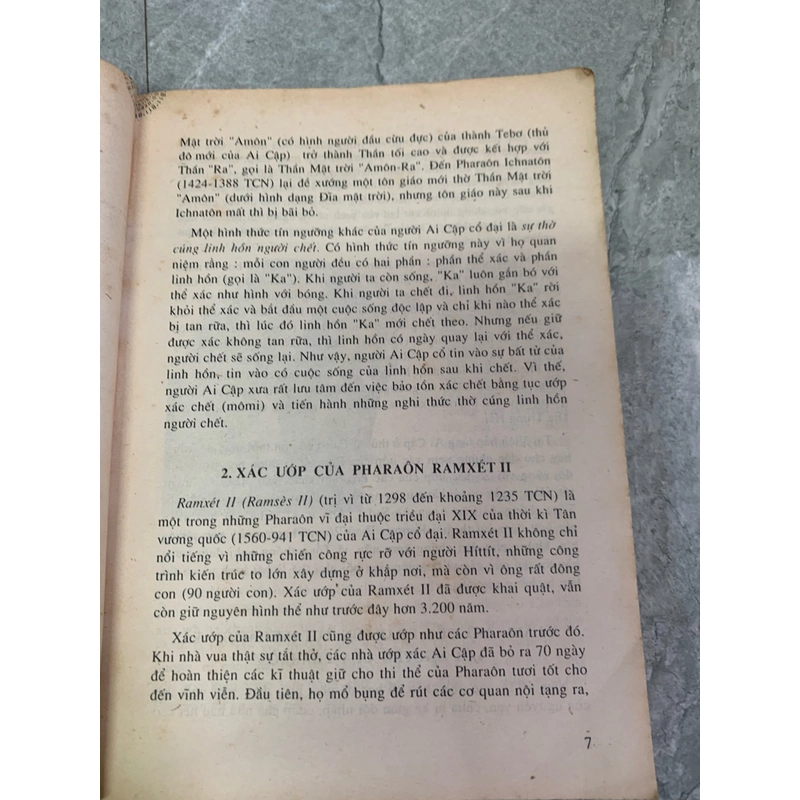 Mặt trời "Amôn" (có hình người đầu cừu đực) của thành Tebơ (thủ
đô mới của Ai Cập) trở thành Thần tối cao và được kết hợp với
Thần "Ra", gọi là Thần Mặt trời "Amôn-Ra". Đến Pharaôn Ichnatôn
(1424-1388 TCN) lại đề xướng một tôn giáo mới thờ Thần Mặt trời
"Amôn" (dưới hình dạng Đĩa mặt trời), nhưng tôn giáo này sau khi
Ichnatôn mất thì bị bãi bỏ.
Một hình thức tín ngưỡng khác của người Ai Cập cổ đại là sự thờ
cúng linh hồn người chết. Có hình thức tín ngưỡng này vì họ quan
niệm rằng : mỗi con người đều có hai phần : phần thể xác và phần
linh hồn (gọi là "Ka"). Khi người ta còn sống, "Ka" luôn gắn bó với
thể xác như hình với bóng. Khi người ta chết đi, linh hồn "Ka" rời
khỏi thể xác và bắt đầu một cuộc sống độc lập và chỉ khi nào thể xác
bị tan rữa, thì lúc đó linh hồn "Ka" mới chết theo. Nhưng nếu giữ
được xác không tan rữa, thì linh hồn có ngày quay lại với thể xác,
người chết sẽ sống lại. Như vậy, người Ai Cập cổ tin vào sự bất tử của
linh hồn, tin vào có cuộc sống của linh hồn sau khi chết. Vì thế,
người Ai Cập xưa rất lưu tâm đến việc bảo tồn xác chết bằng tục ướp
xác chết (mômi) và tiến hành những nghi thức thờ cúng linh hồn
người chết.
2. XÁC ƯỚP CỦA PHARAÔN RAMXÉT II
Ramxét II (Ramsès II) (trị vì từ 1298 đến khoảng 1235 TCN) là
một trong những Pharaôn vĩ đại thuộc triều đại XIX của thời kì Tân
vương quốc (1560-941 TCN) của Ai Cập cổ đại. Ramxét II không chỉ
nổi tiếng vì những chiến công rực rỡ với người Híttít, những công
trình kiến trúc to lớn xây dựng ở khắp nơi, mà còn vì ông rất đông
con (90 người con). Xác ướp của Ramxét II đã được khai quật, vẫn
còn giữ nguyên hình thể như trước đây hơn 3.200 năm.
Xác ướp của Ramxét II cũng được ướp như các Pharaôn trước đó.
Khi nhà vua thật sự tắt thở, các nhà ướp xác Ai Cập đã bỏ ra 70 ngày
để hoàn thiện các kĩ thuật giữ cho thi thể của Pharaôn tươi tốt cho
đến vĩnh viễn. Đầu tiên, họ mổ bụng để rút các cơ quan nội tạng ra,
7